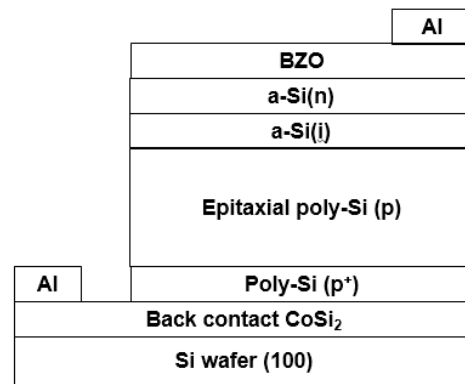 Al
BZO
a-Si(n)
a-Si(i)
Epitaxial poly-Si (p)
Al
Poly-Si (p⁺)
Back contact CoSi₂
Si wafer (100)